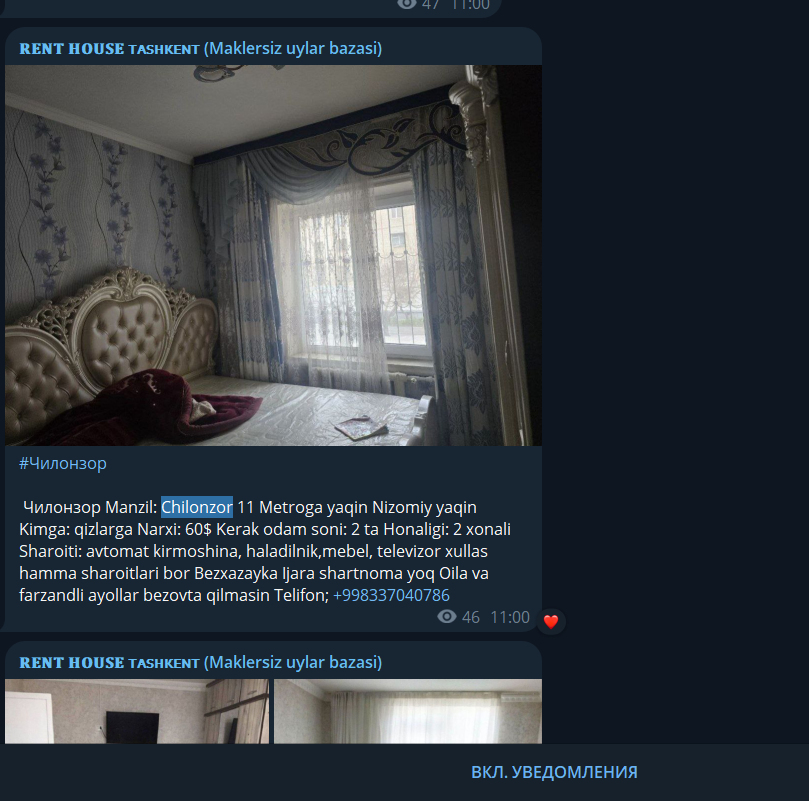 47 11:00
RENT HOUSE TASHKENT (Maklersiz uylar bazasi)
#Чилонзор
Чилонзор Manzil: Chilonzor 11 Metroga yaqin Nizomiy yaqin
Kimga: qizlarga Narxi: 60$ Kerak odam soni: 2 ta Honaligi: 2 xonali
Sharoiti: avtomat kirmoshina, haladilnik,mebel, televizor xullas
hamma sharoitlari bor Bezxazayka Ijara shartnoma yoq Oila va
farzandli ayollar bezovta qilmasin Telifon; +998337040786
46 11:00
RENT HOUSE TASHKENT (Maklersiz uylar bazasi)
ВКЛ. УВЕДОМЛЕНИЯ